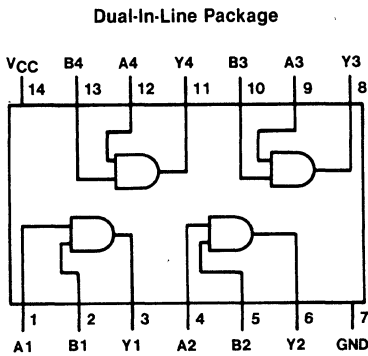 Dual-In-Line Package
VCC B4 A4 Y4 B3 A3 Y3
14 13 12 11 10 9 8
1 2 3 4 5 6 7
A1 B1 Y1 A2 B2 Y2 GND